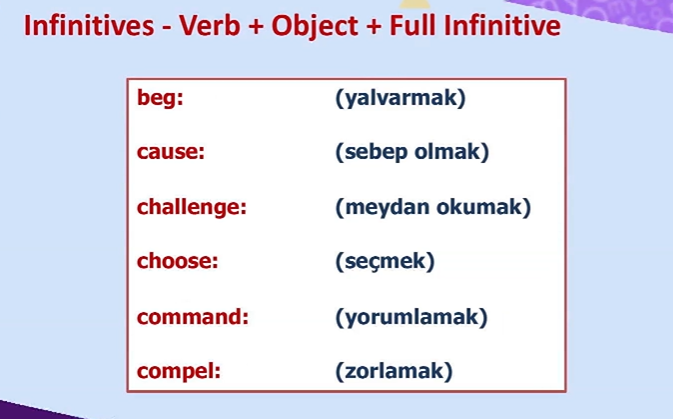 Infinitives - Verb + Object + Full Infinitive
beg: (yalvarmak)
cause: (sebep olmak)
challenge: (meydan okumak)
choose: (seçmek)
command: (yorumlamak)
compel: (zorlamak)